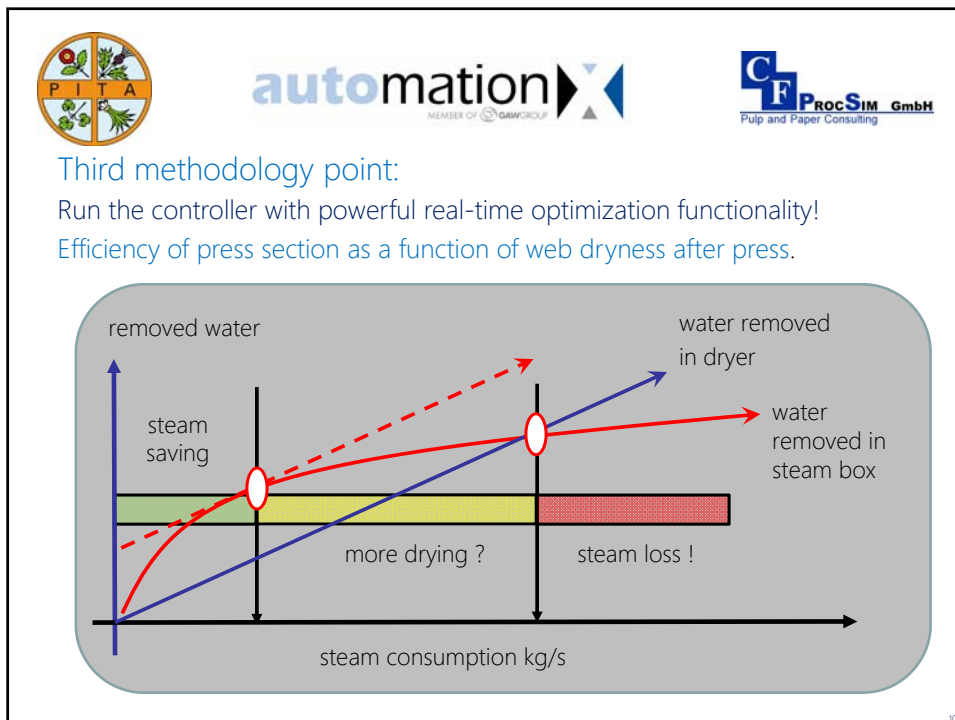 PITA
automation
MEMBER OF GAWGROUP
CF PROCSIM GmbH
Pulp and Paper Consulting
Third methodology point:
Run the controller with powerful real-time optimization functionality!
Efficiency of press section as a function of web dryness after press.
removed water
water removed
in dryer
steam
saving
water
removed in
steam box
more drying ?
steam loss !
steam consumption kg/s